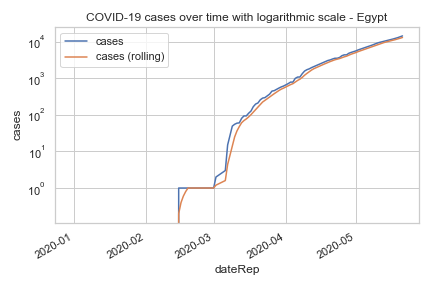 COVID-19 cases over time with logarithmic scale - Egypt
cases
cases (rolling)
10⁴
10³
10²
10¹
10⁰
cases
2020-01
2020-02
2020-03
2020-04
2020-05
dateRep